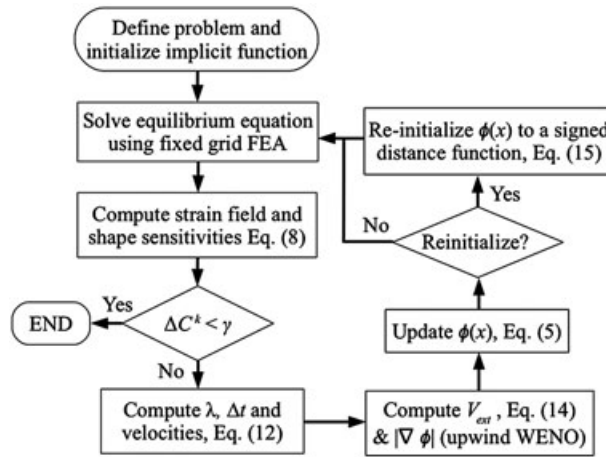 Define problem and
initialize implicit function
Solve equilibrium equation
using fixed grid FEA
Compute strain field and
shape sensitivities Eq. (8)
Yes
END
ΔC^k < γ
No
Compute λ, Δt and
velocities, Eq. (12)
Compute V_ext , Eq. (14)
& |∇ ϕ| (upwind WENO)
Update ϕ(x), Eq. (5)
Reinitialize?
No
Yes
Re-initialize ϕ(x) to a signed
distance function, Eq. (15)